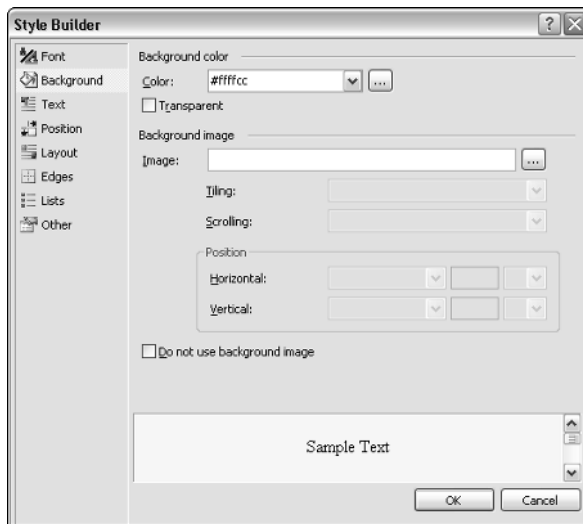 Style Builder
Font
Background
Text
Position
Layout
Edges
Lists
Other
Background color
Color: #ffffcc ...
Transparent
Background image
Image: ...
Tiling:
Scrolling:
Position
Horizontal:
Vertical:
Do not use background image
Sample Text
OK Cancel